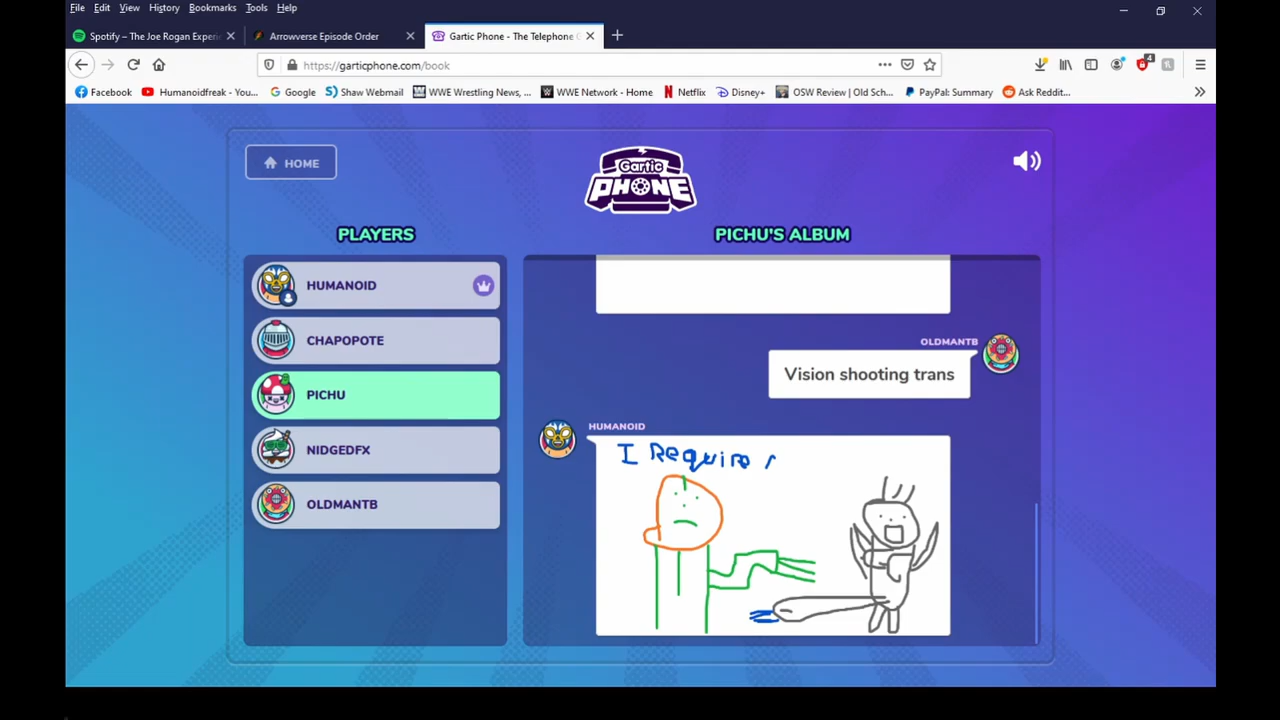 File Edit View History Bookmarks Tools Help
Spotify – The Joe Rogan Experi
Arrowverse Episode Order
Gartic Phone - The Telephone G
https://garticphone.com/book
4
Facebook
Humanoidfreak - You...
Google
Shaw Webmail
WWE Wrestling News, ...
WWE Network - Home
Netflix
Disney+
OSW Review | Old Sch...
PayPal: Summary
Ask Reddit...
HOME
Gartic
PHONE
PLAYERS
PICHU'S ALBUM
HUMANOID
CHAPOPOTE
PICHU
NIDGEDFX
OLDMANTB
OLDMANTB
Vision shooting trans
HUMANOID
I Require